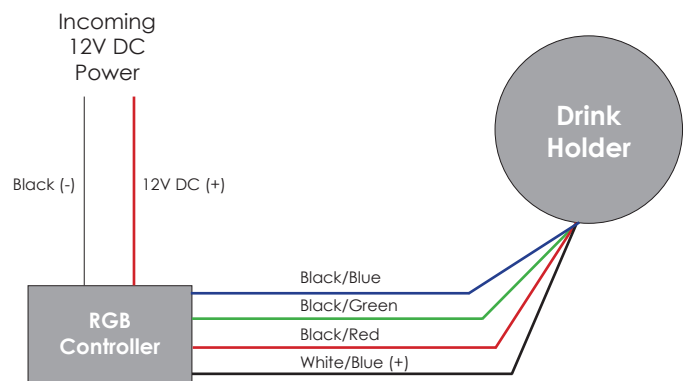 Incoming
12V DC
Power
Drink
Holder
Black (-)
12V DC (+)
Black/Blue
Black/Green
Black/Red
White/Blue (+)
RGB
Controller